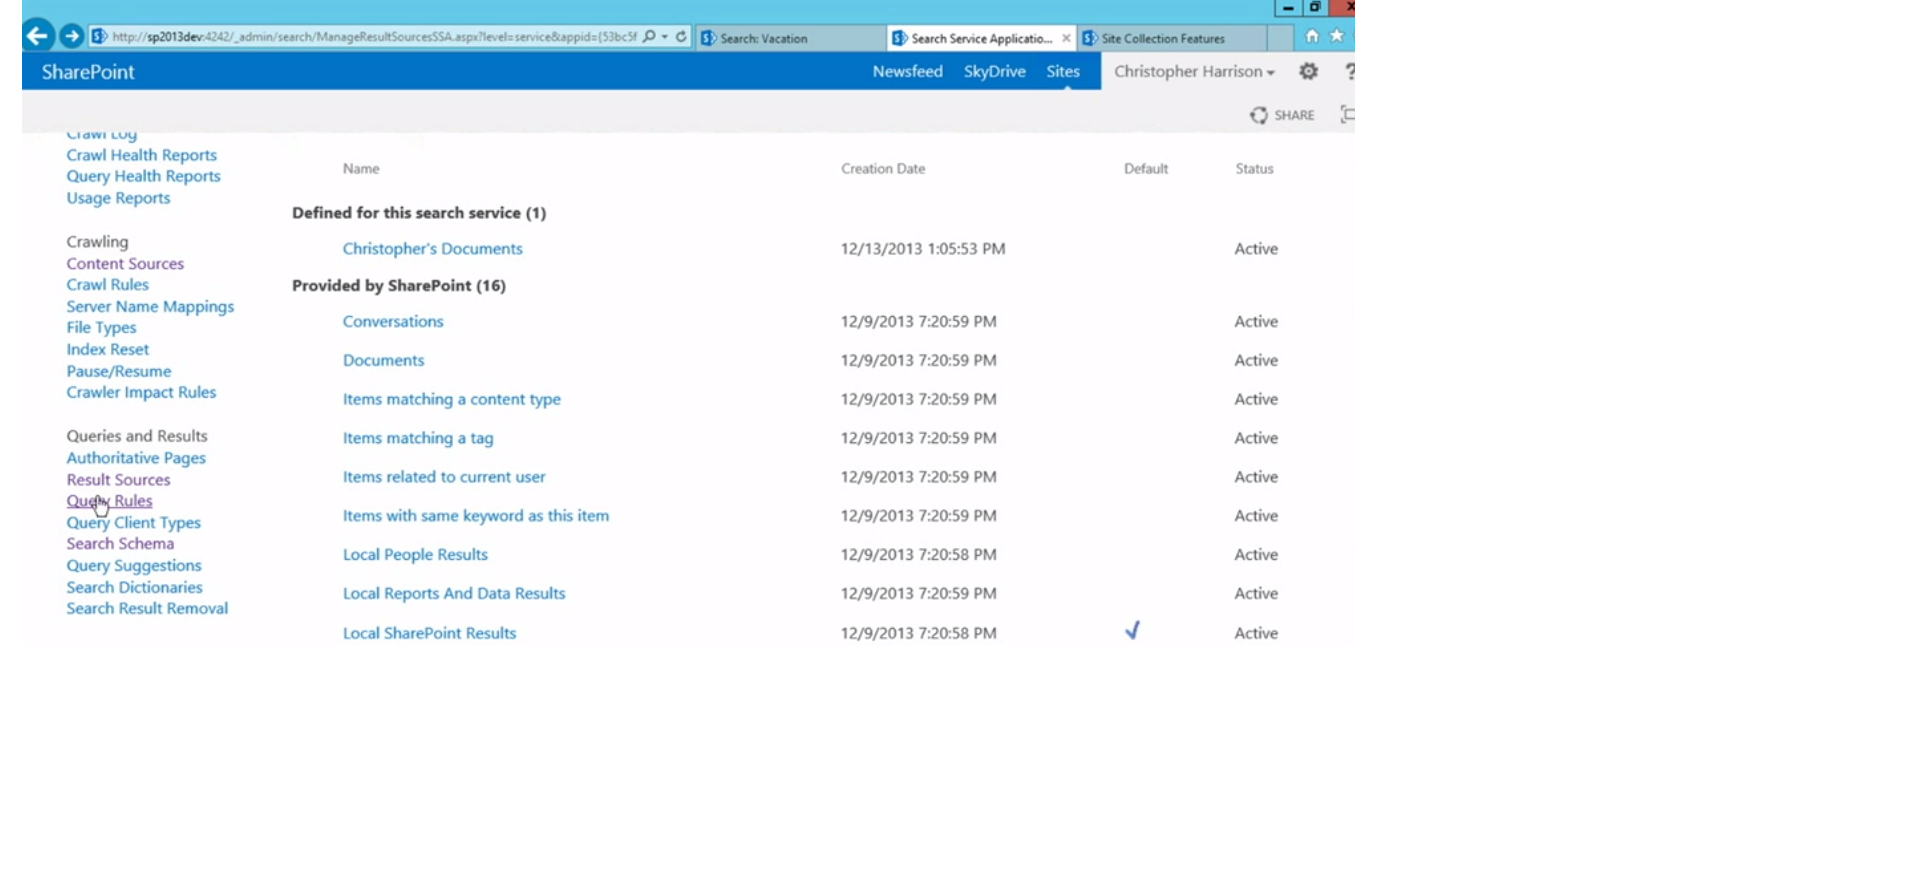 http://sp2013dev:4242/_admin/search/ManageResultSourcesSSA.aspx?level=service&appid={53bc5f
Search: Vacation
Search Service Applicatio...
Site Collection Features
SharePoint
Newsfeed SkyDrive Sites Christopher Harrison ?
SHARE
Crawl Log
Crawl Health Reports
Query Health Reports
Usage Reports
Crawling
Content Sources
Crawl Rules
Server Name Mappings
File Types
Index Reset
Pause/Resume
Crawler Impact Rules
Queries and Results
Authoritative Pages
Result Sources
Query Rules
Query Client Types
Search Schema
Query Suggestions
Search Dictionaries
Search Result Removal
Name Creation Date Default Status
Defined for this search service (1)
Christopher's Documents 12/13/2013 1:05:53 PM Active
Provided by SharePoint (16)
Conversations 12/9/2013 7:20:59 PM Active
Documents 12/9/2013 7:20:59 PM Active
Items matching a content type 12/9/2013 7:20:59 PM Active
Items matching a tag 12/9/2013 7:20:59 PM Active
Items related to current user 12/9/2013 7:20:59 PM Active
Items with same keyword as this item 12/9/2013 7:20:59 PM Active
Local People Results 12/9/2013 7:20:58 PM Active
Local Reports And Data Results 12/9/2013 7:20:59 PM Active
Local SharePoint Results 12/9/2013 7:20:58 PM Active